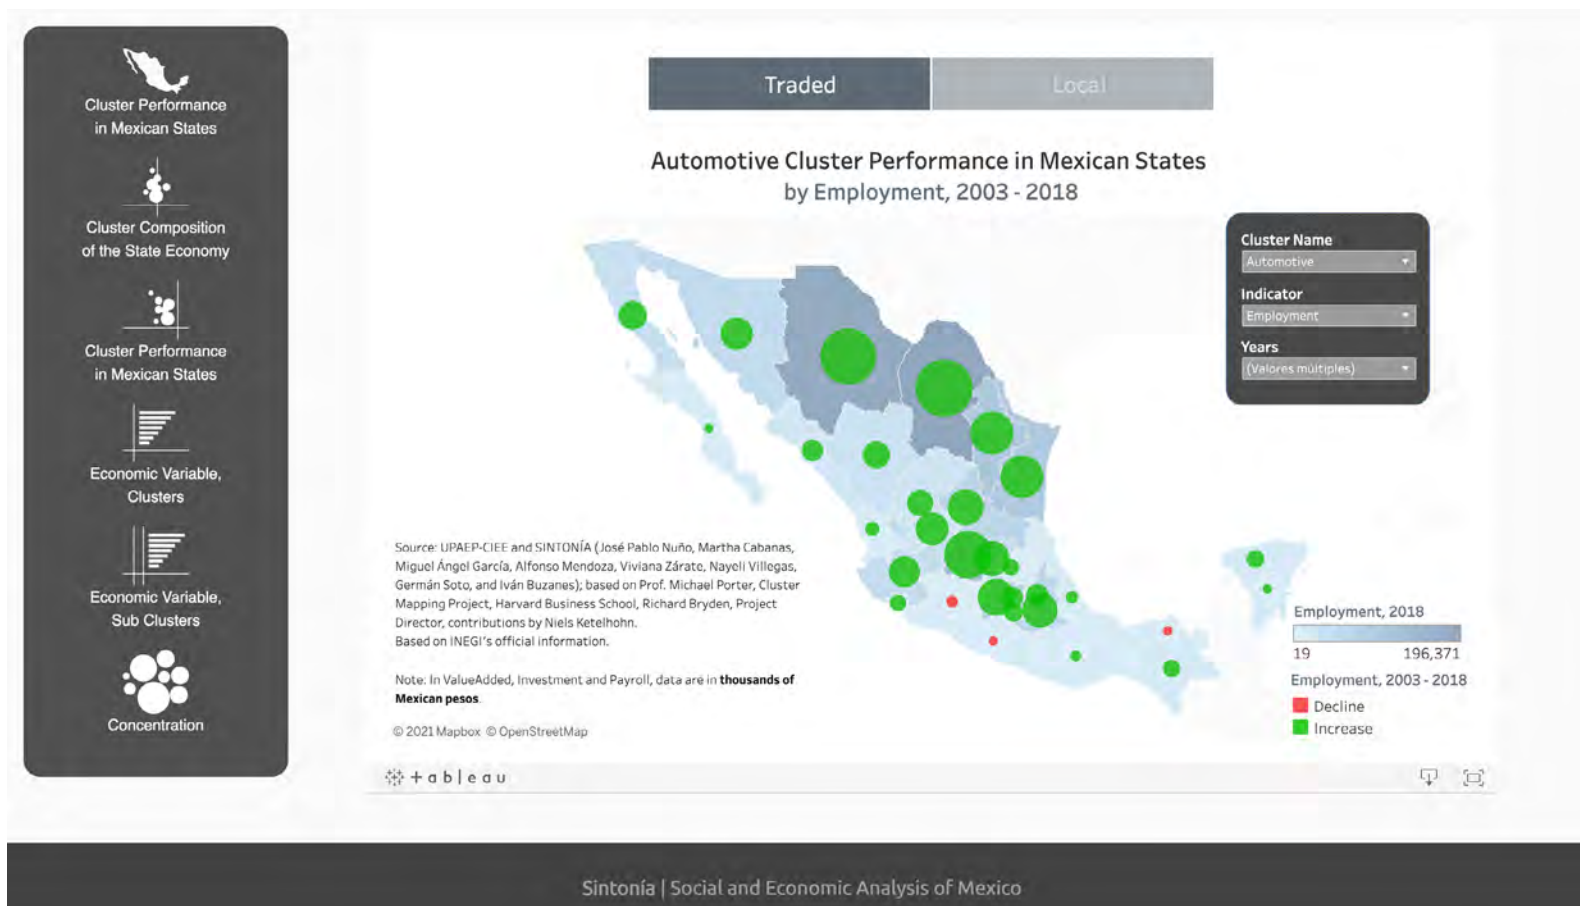 Cluster Performance
in Mexican States
Cluster Composition
of the State Economy
Cluster Performance
in Mexican States
Economic Variable,
Clusters
Economic Variable,
Sub Clusters
Concentration
Traded
Local
Automotive Cluster Performance in Mexican States
by Employment, 2003 - 2018
Cluster Name
Automotive
Indicator
Employment
Years
(Valores múltiples)
Source: UPAEP-CIEE and SINTONÍA (José Pablo Nuño, Martha Cabanas,
Miguel Ángel García, Alfonso Mendoza, Viviana Zárate, Nayeli Villegas,
Germán Soto, and Iván Buzanes); based on Prof. Michael Porter, Cluster
Mapping Project, Harvard Business School, Richard Bryden, Project
Director, contributions by Niels Ketelhohn.
Based on INEGI's official information.
Note: In ValueAdded, Investment and Payroll, data are in thousands of
Mexican pesos.
© 2021 Mapbox © OpenStreetMap
Employment, 2018
19 196,371
Employment, 2003 - 2018
Decline
Increase
+ableau
Sintonía | Social and Economic Analysis of Mexico